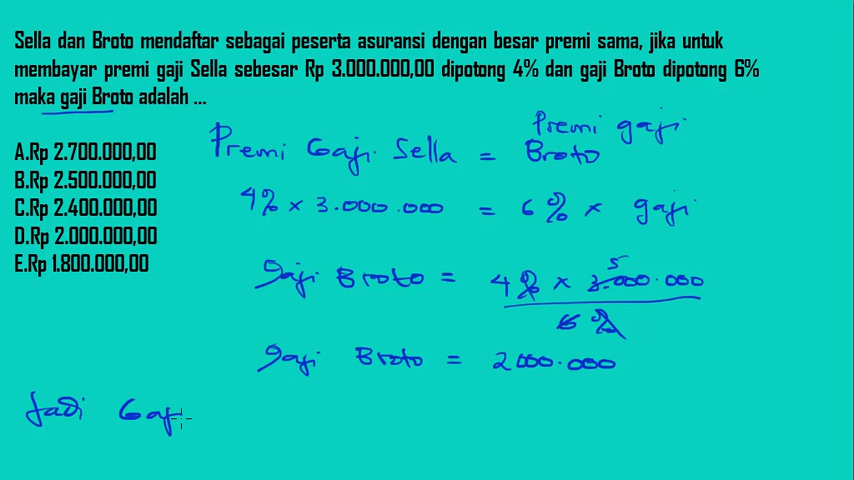 Sella dan Broto mendaftar sebagai peserta asuransi dengan besar premi sama, jika untuk
membayar premi gaji Sella sebesar Rp 3.000.000,00 dipotong 4% dan gaji Broto dipotong 6%
maka gaji Broto adalah ...
A.Rp 2.700.000,00
B.Rp 2.500.000,00
C.Rp 2.400.000,00
D.Rp 2.000.000,00
E.Rp 1.800.000,00
Premi Gaji Sella = Premi gaji Broto
4% × 3.000.000 = 6% × gaji
gaji Broto = 4% × 3.000.000
5
6%
gaji Broto = 2000.000
Jadi Gaji